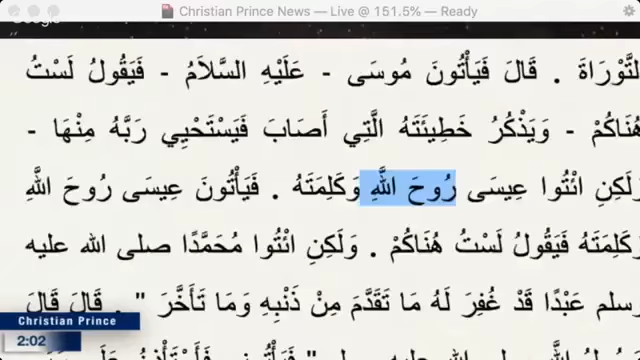 Christian Prince News — Live @ 151.5% — Ready
Google
التَّوْرَاةَ . قَالَ فَيَأْتُونَ مُوسَى - عَلَيْهِ السَّلاَمُ - فَيَقُولُ لَسْتُ
هُنَاكُمْ - وَيَذْكُرُ خَطِيئَتَهُ الَّتِي أَصَابَ فَيَسْتَحْيِي رَبَّهُ مِنْهَا -
وَلَكِنِ ائْتُوا عِيسَى رُوحَ اللَّهِ وَكَلِمَتَهُ . فَيَأْتُونَ عِيسَى رُوحَ اللَّهِ
وَكَلِمَتَهُ فَيَقُولُ لَسْتُ هُنَاكُمْ . وَلَكِنِ ائْتُوا مُحَمَّدًا صلى الله عليه
وسلم عَبْدًا قَدْ غُفِرَ لَهُ مَا تَقَدَّمَ مِنْ ذَنْبِهِ وَمَا تَأَخَّرَ " . قَالَ قَالَ
Christian Prince
2:02